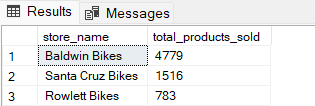 Results Messages
store_name total_products_sold
1 Baldwin Bikes 4779
2 Santa Cruz Bikes 1516
3 Rowlett Bikes 783